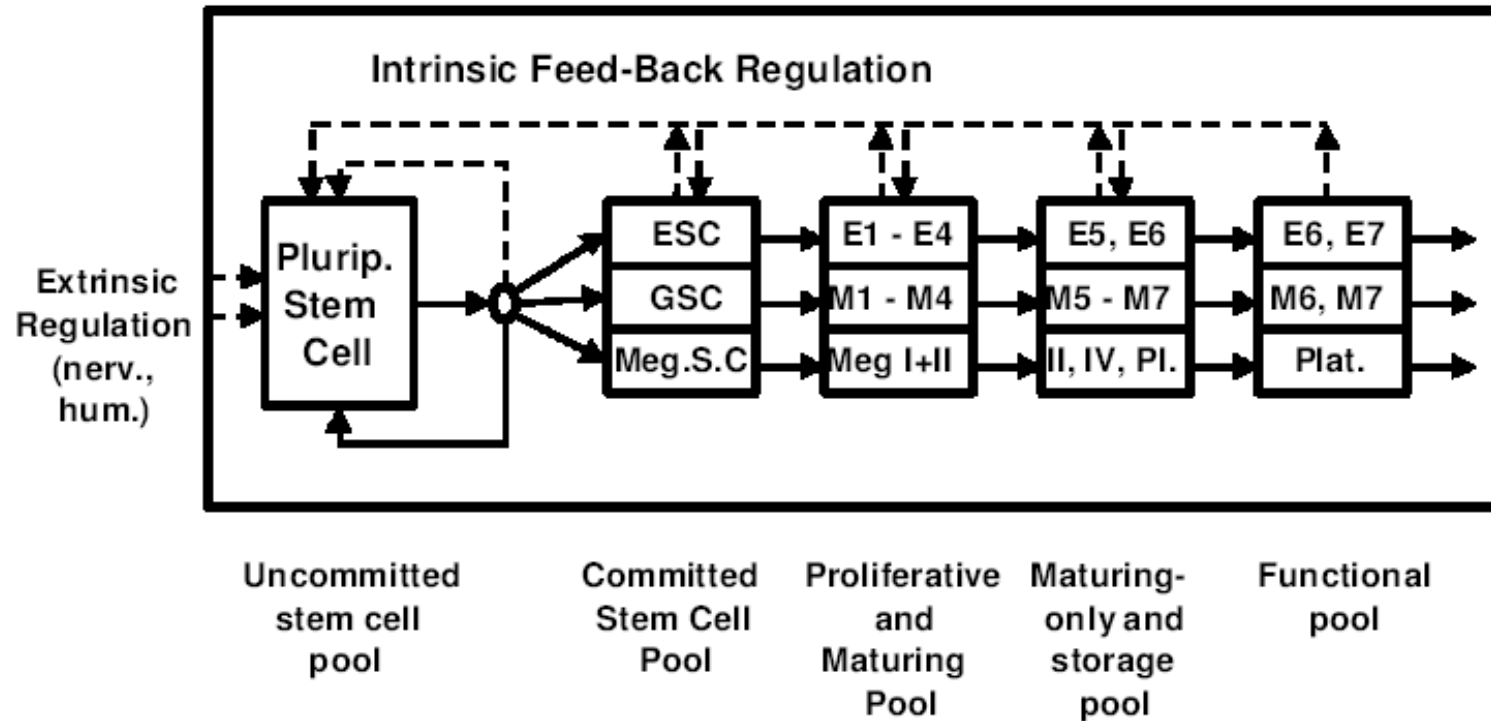 Intrinsic Feed-Back Regulation
Extrinsic
Regulation
(nerv.,
hum.)
Plurip.
Stem
Cell
ESC
GSC
Meg.S.C
E1 - E4
M1 - M4
Meg I+II
E5, E6
M5 - M7
II, IV, Pl.
E6, E7
M6, M7
Plat.
Uncommitted
stem cell
pool
Committed
Stem Cell
Pool
Proliferative
and
Maturing
Pool
Maturing-
only and
storage
pool
Functional
pool